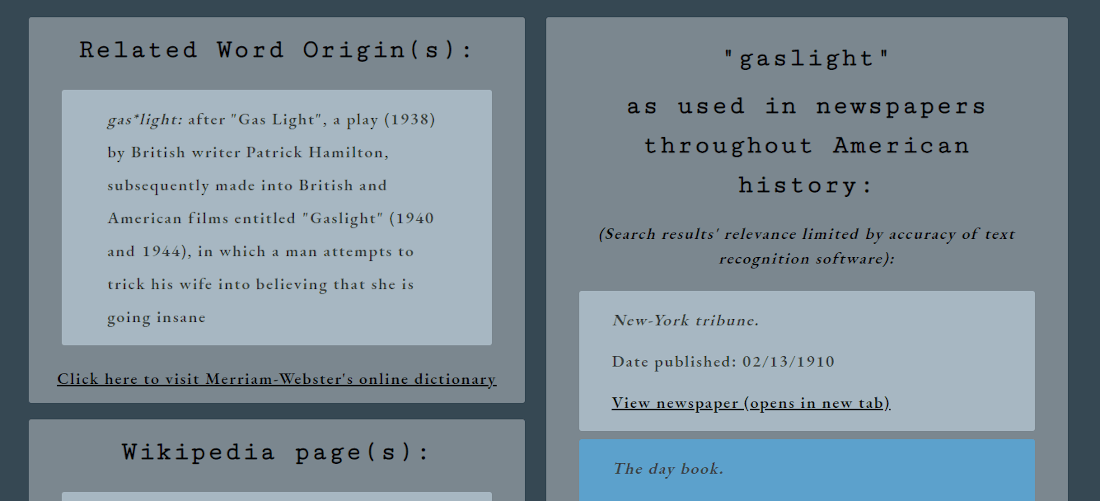 Related Word Origin(s):
gas*light: after "Gas Light", a play (1938)
by British writer Patrick Hamilton,
subsequently made into British and
American films entitled "Gaslight" (1940
and 1944), in which a man attempts to
trick his wife into believing that she is
going insane
Click here to visit Merriam-Webster's online dictionary
Wikipedia page(s):
"gaslight"
as used in newspapers
throughout American
history:
(Search results' relevance limited by accuracy of text
recognition software):
New-York tribune.
Date published: 02/13/1910
View newspaper (opens in new tab)
The day book.